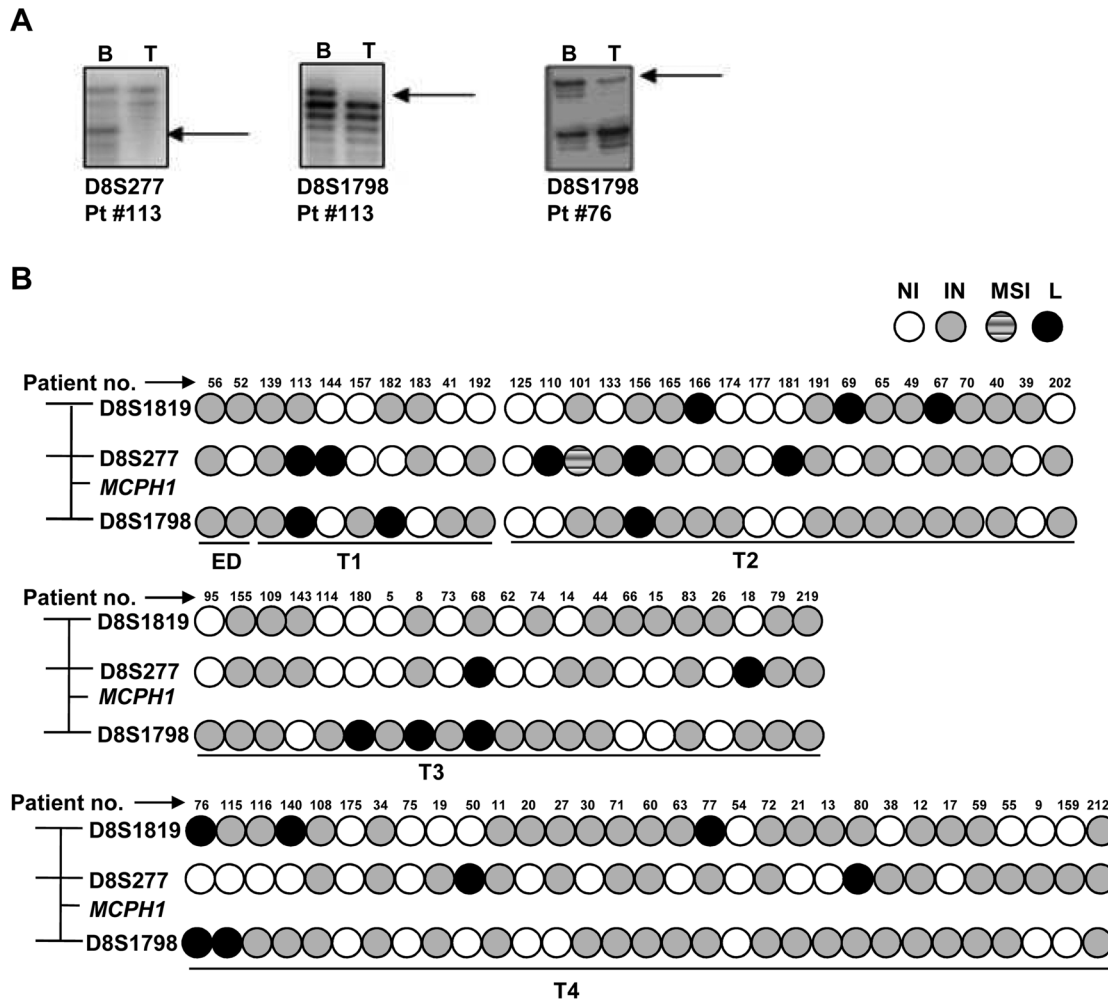 A
B T
D8S277
Pt #113
B T
D8S1798
Pt #113
B T
D8S1798
Pt #76
B
NI IN MSI L
Patient no. 56 52 139 113 144 157 182 183 41 192 125 110 101 133 156 165 166 174 177 181 191 69 65 49 67 70 40 39 202
D8S1819
D8S277
MCPH1
D8S1798
ED T1 T2
Patient no. 95 155 109 143 114 180 5 8 73 68 62 74 14 44 66 15 83 26 18 79 219
D8S1819
D8S277
MCPH1
D8S1798
T3
Patient no. 76 115 116 140 108 175 34 75 19 50 11 20 27 30 71 60 63 77 54 72 21 13 80 38 12 17 59 55 9 159 212
D8S1819
D8S277
MCPH1
D8S1798
T4